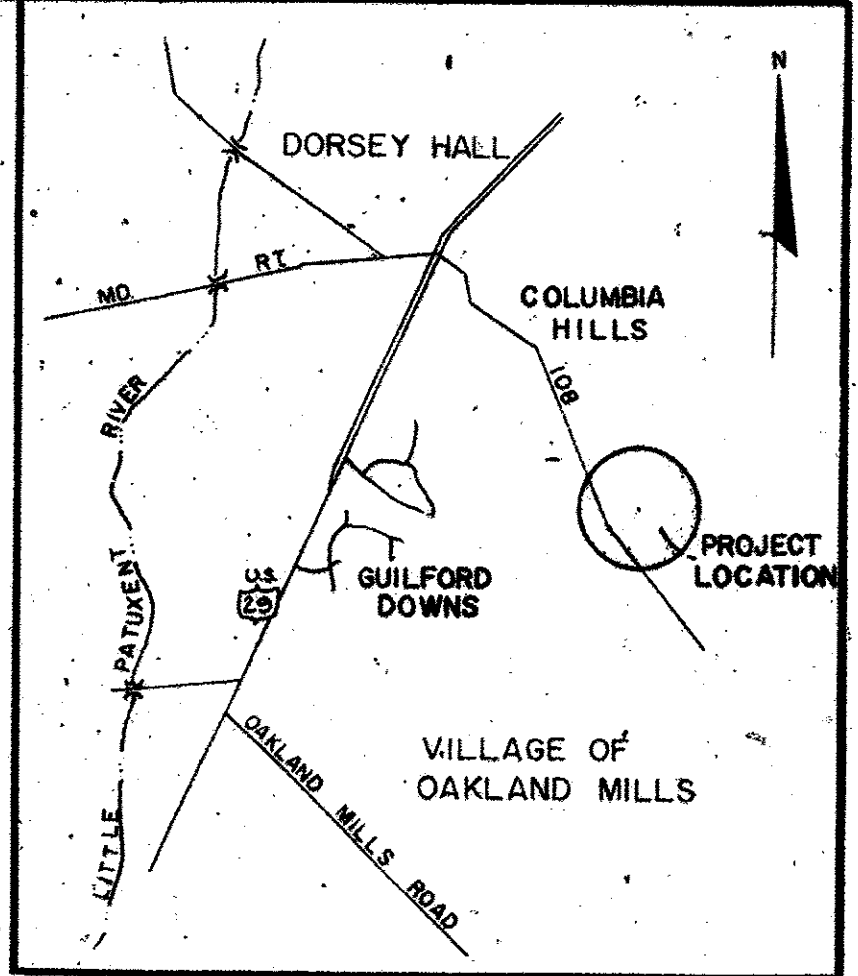 N
DORSEY HALL
MD. RT. 108
COLUMBIA
HILLS
RIVER
PROJECT
LOCATION
GUILFORD
DOWNS
U.S.
29
PATUXENT
VILLAGE OF
OAKLAND MILLS
OAKLAND MILLS ROAD
LITTLE